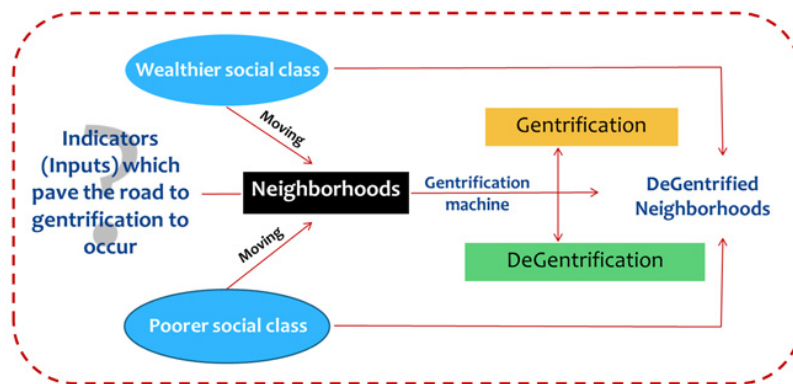 Wealthier social class
Moving
Indicators
(Inputs) which
pave the road to
gentrification to
occur
?
Neighborhoods
Gentrification
machine
Gentrification
DeGentrified
Neighborhoods
DeGentrification
Moving
Poorer social class